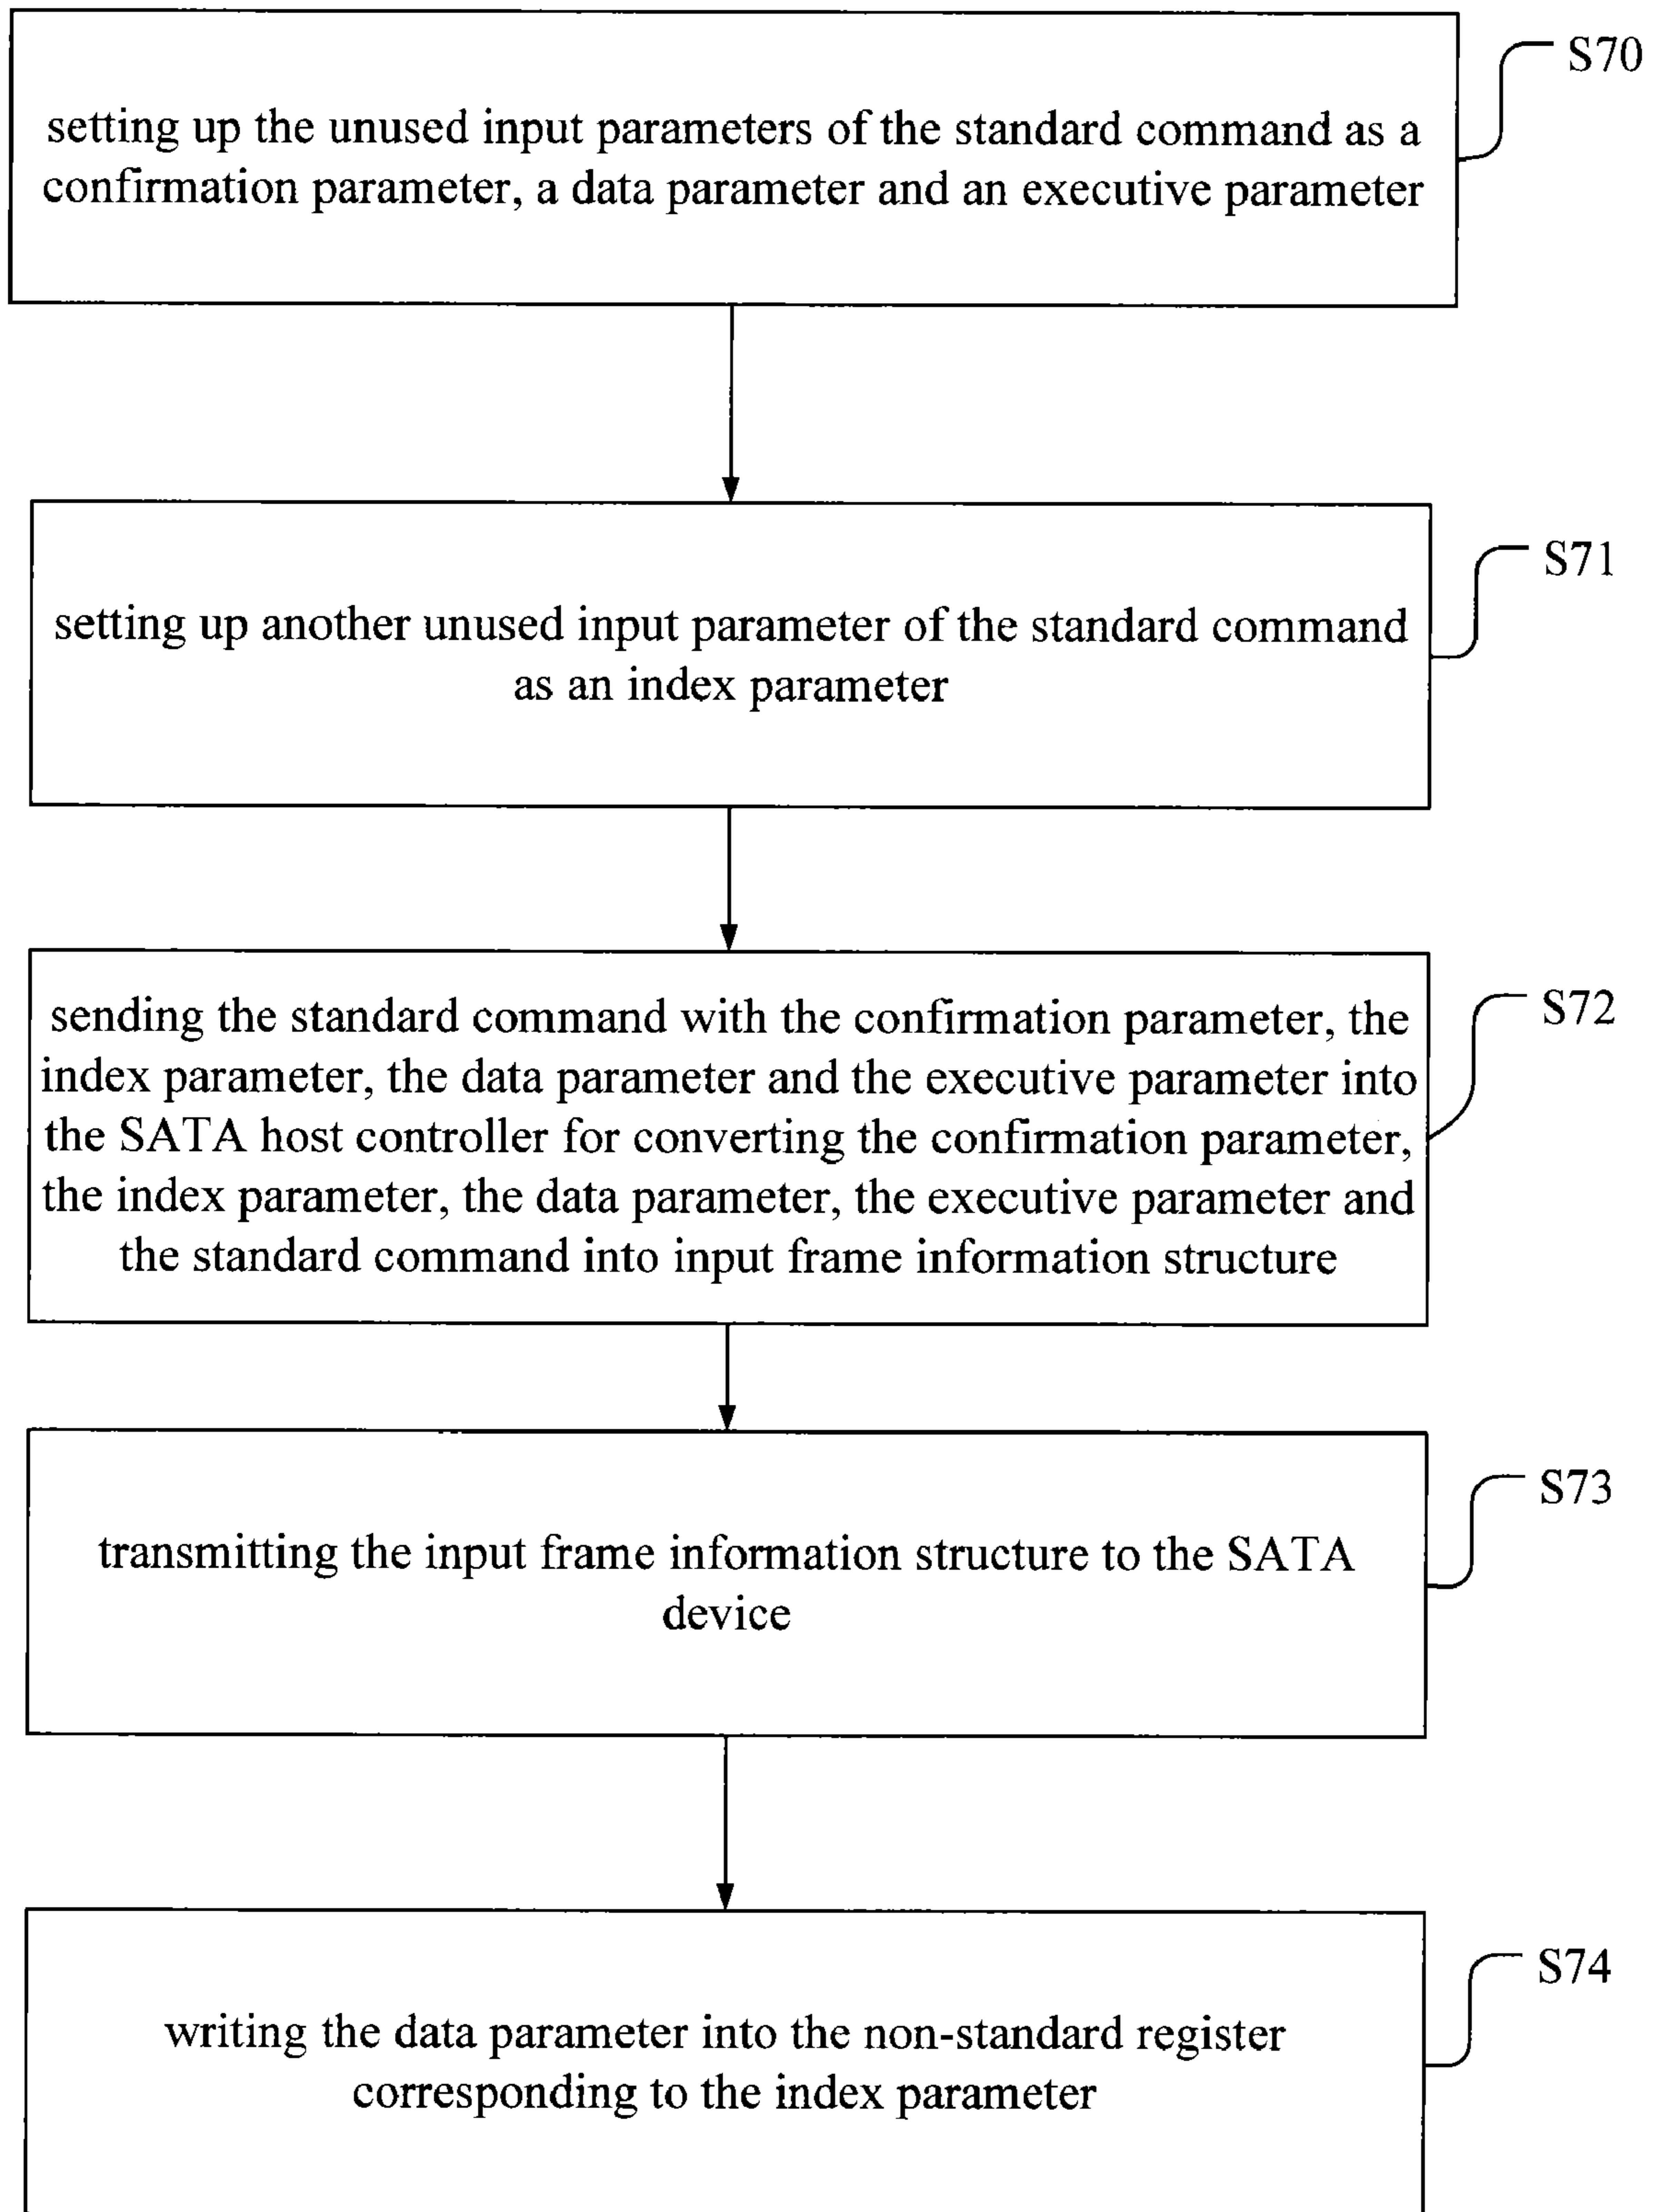 S70
setting up the unused input parameters of the standard command as a
confirmation parameter, a data parameter and an executive parameter
S71
setting up another unused input parameter of the standard command
as an index parameter
S72
sending the standard command with the confirmation parameter, the
index parameter, the data parameter and the executive parameter into
the SATA host controller for converting the confirmation parameter,
the index parameter, the data parameter, the executive parameter and
the standard command into input frame information structure
S73
transmitting the input frame information structure to the SATA
device
S74
writing the data parameter into the non-standard register
corresponding to the index parameter